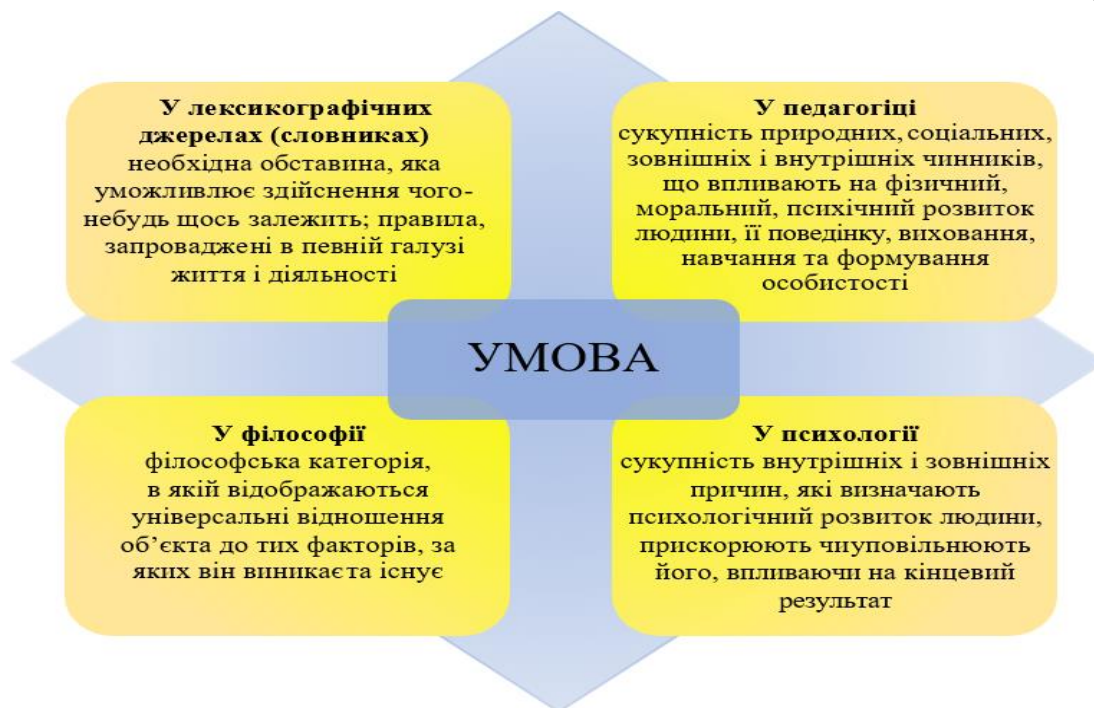 У лексикографічних
джерелах (словниках)
необхідна обставина, яка
уможливлює здійснення чого-
небудь щось залежить; правила,
запроваджені в певній галузі
життя і діяльності
У педагогіці
сукупність природних, соціальних,
зовнішніх і внутрішніх чинників,
що впливають на фізичний,
моральний, психічний розвиток
людини, її поведінку, виховання,
навчання та формування
особистості
УМОВА
У філософії
філософська категорія,
в якій відображаються
універсальні відношення
об’єкта до тих факторів, за
яких він виникаєта існує
У психології
сукупність внутрішніх і зовнішніх
причин, які визначають
психологічний розвиток людини,
прискорюють чиуповільнюють
його, впливаючи на кінцевий
результат